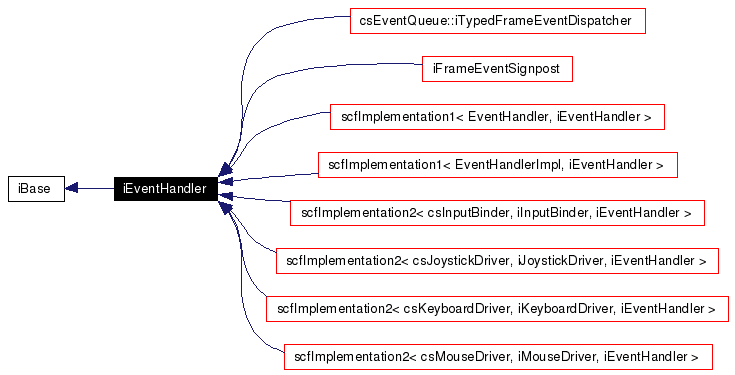 csEventQueue::iTypedFrameEventDispatcher
iFrameEventSignpost
scfImplementation1< EventHandler, iEventHandler >
scfImplementation1< EventHandlerImpl, iEventHandler >
iBase
iEventHandler
scfImplementation2< csInputBinder, iInputBinder, iEventHandler >
scfImplementation2< csJoystickDriver, iJoystickDriver, iEventHandler >
scfImplementation2< csKeyboardDriver, iKeyboardDriver, iEventHandler >
scfImplementation2< csMouseDriver, iMouseDriver, iEventHandler >